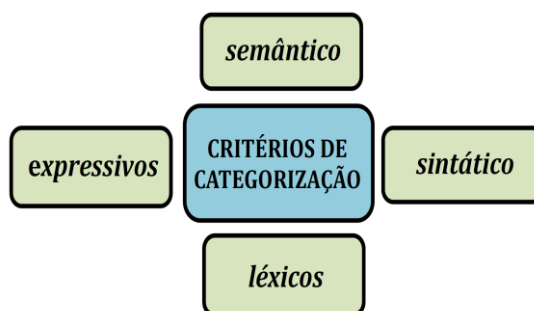 semântico
expressivos
CRITÉRIOS DE
CATEGORIZAÇÃO
sintático
léxicos